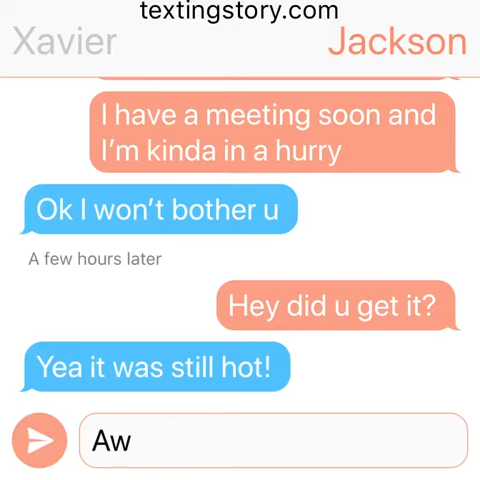 textingstory.com
Xavier
Jackson
I have a meeting soon and
I'm kinda in a hurry
Ok I won't bother u
A few hours later
Hey did u get it?
Yea it was still hot!
Aw